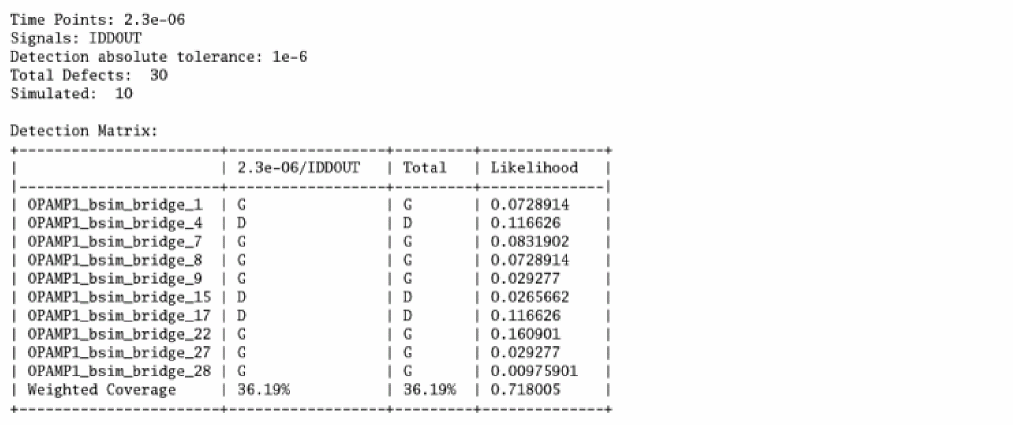 Time Points: 2.3e-06
Signals: IDDOUT
Detection absolute tolerance: 1e-6
Total Defects:  30
Simulated:  10
Detection Matrix:
| | 2.3e-06/IDDOUT | Total | Likelihood |
| OPAMP1_bsim_bridge_1 | G | G | 0.0728914 |
| OPAMP1_bsim_bridge_4 | D | D | 0.116626 |
| OPAMP1_bsim_bridge_7 | G | G | 0.0831902 |
| OPAMP1_bsim_bridge_8 | G | G | 0.0728914 |
| OPAMP1_bsim_bridge_9 | G | G | 0.029277 |
| OPAMP1_bsim_bridge_15 | D | D | 0.0265662 |
| OPAMP1_bsim_bridge_17 | D | D | 0.116626 |
| OPAMP1_bsim_bridge_22 | G | G | 0.160901 |
| OPAMP1_bsim_bridge_27 | G | G | 0.029277 |
| OPAMP1_bsim_bridge_28 | G | G | 0.00975901 |
| Weighted Coverage | 36.19% | 36.19% | 0.718005 |